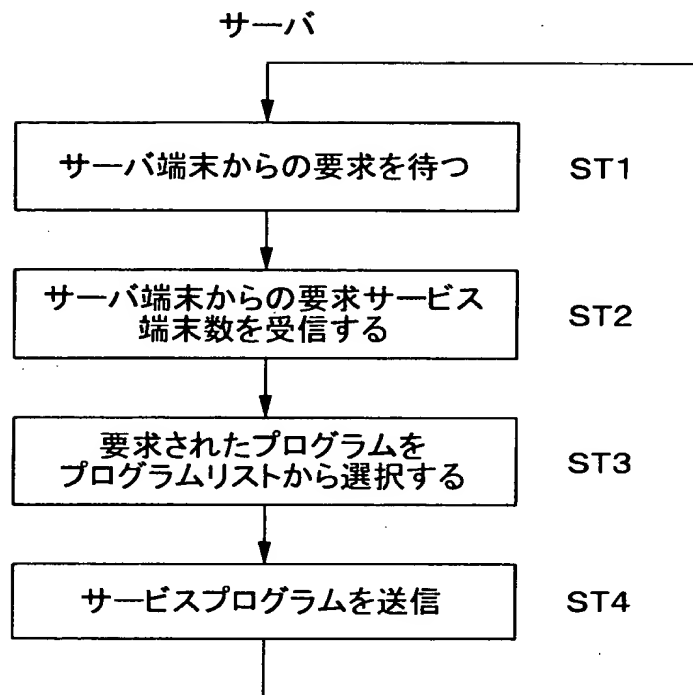 サーバ
サーバ端末からの要求を待つ
ST1
サーバ端末からの要求サービス
端末数を受信する
ST2
要求されたプログラムを
プログラムリストから選択する
ST3
サービスプログラムを送信
ST4